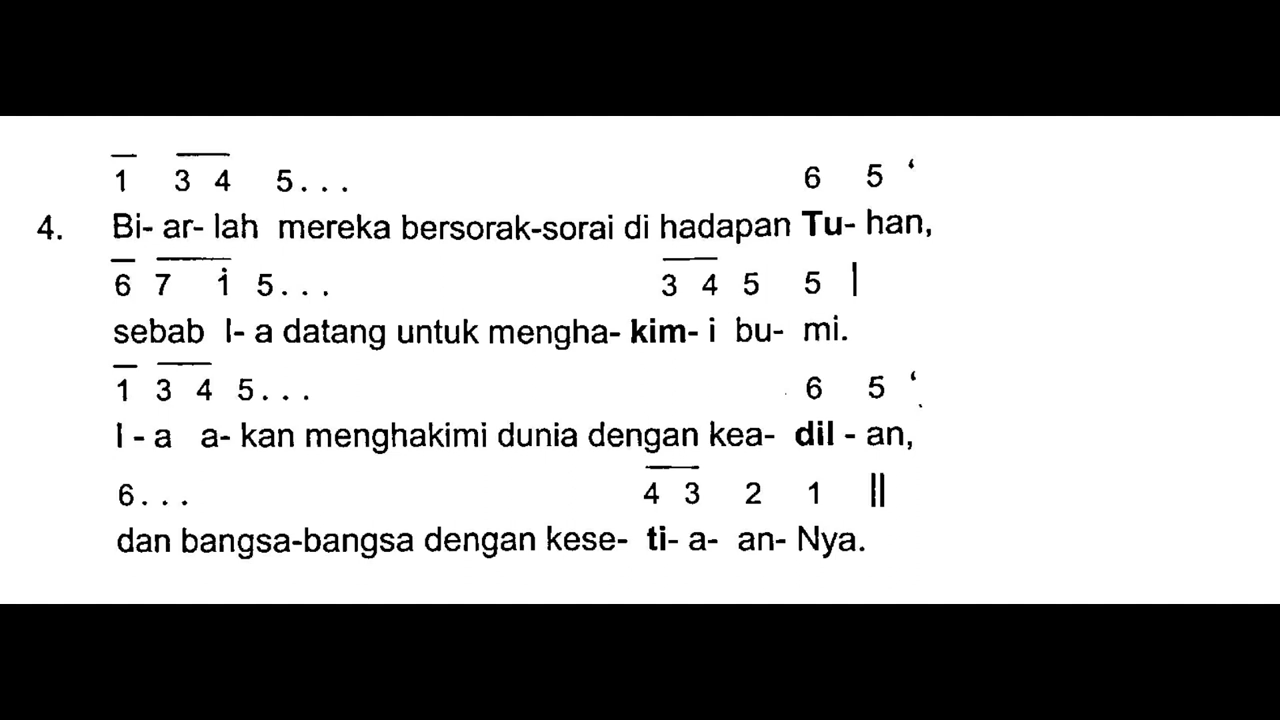 1 3 4 5... 6 5 ‘
4. Bi- ar- lah mereka bersorak-sorai di hadapan Tu- han,
6 7 1̇ 5... 3 4 5 5 |
sebab I- a datang untuk mengha- kim- i bu- mi.
1 3 4 5... 6 5 ‘
I - a a- kan menghakimi dunia dengan kea- dil - an,
6... 4 3 2 1 ||
dan bangsa-bangsa dengan kese- ti- a- an- Nya.